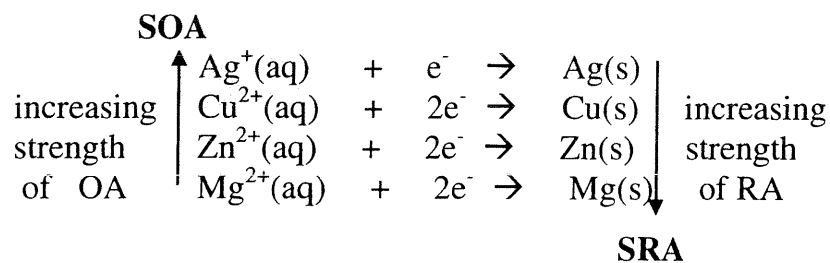 SOA
Ag⁺(aq) + e⁻ → Ag(s)
increasing Cu²⁺(aq) + 2e⁻ → Cu(s) increasing
strength Zn²⁺(aq) + 2e⁻ → Zn(s) strength
of OA Mg²⁺(aq) + 2e⁻ → Mg(s) of RA
SRA